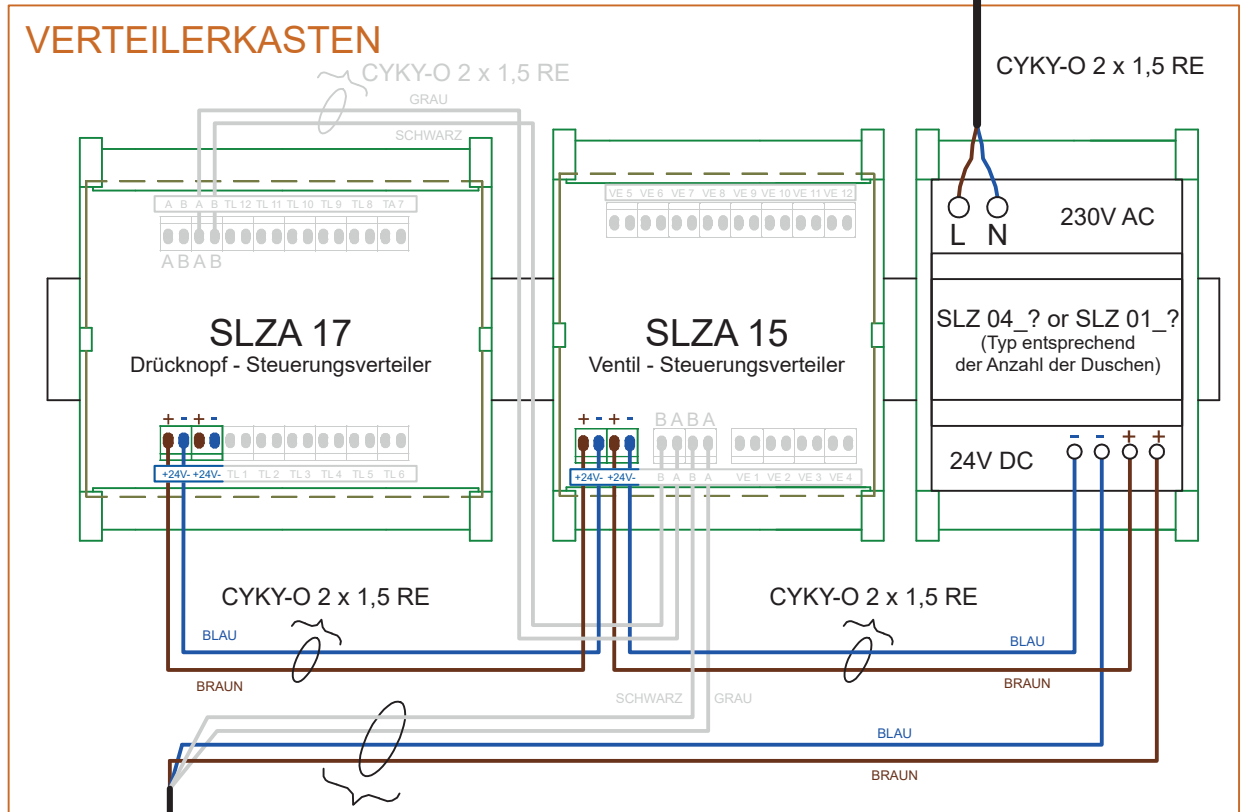 VERTEILERKASTEN
CYKY-O 2 x 1,5 RE
CYKY-O 2 x 1,5 RE
GRAU
SCHWARZ
A B A B TL 12 TL 11 TL 10 TL 9 TL 8 TA 7
A B A B
VE 5 VE 6 VE 7 VE 8 VE 9 VE 10 VE 11 VE 12
L N
230V AC
SLZA 17
Drücknopf - Steuerungsverteiler
SLZA 15
Ventil - Steuerungsverteiler
SLZ 04_? or SLZ 01_?
(Typ entsprechend
der Anzahl der Duschen)
+ - + -
+24V- +24V- TL 1 TL 2 TL 3 TL 4 TL 5 TL 6
+ - + -
B A B A
+24V- +24V- B A B A VE 1 VE 2 VE 3 VE 4
24V DC
- - + +
CYKY-O 2 x 1,5 RE
BLAU
BRAUN
CYKY-O 2 x 1,5 RE
BLAU
BRAUN
SCHWARZ GRAU
BLAU
BRAUN